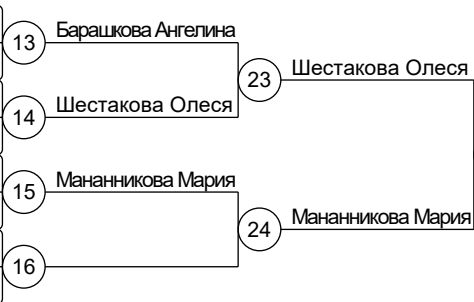 13 Барашкова Ангелина
23 Шестакова Олеся
14 Шестакова Олеся
15 Мананникова Мария
24 Мананникова Мария
16